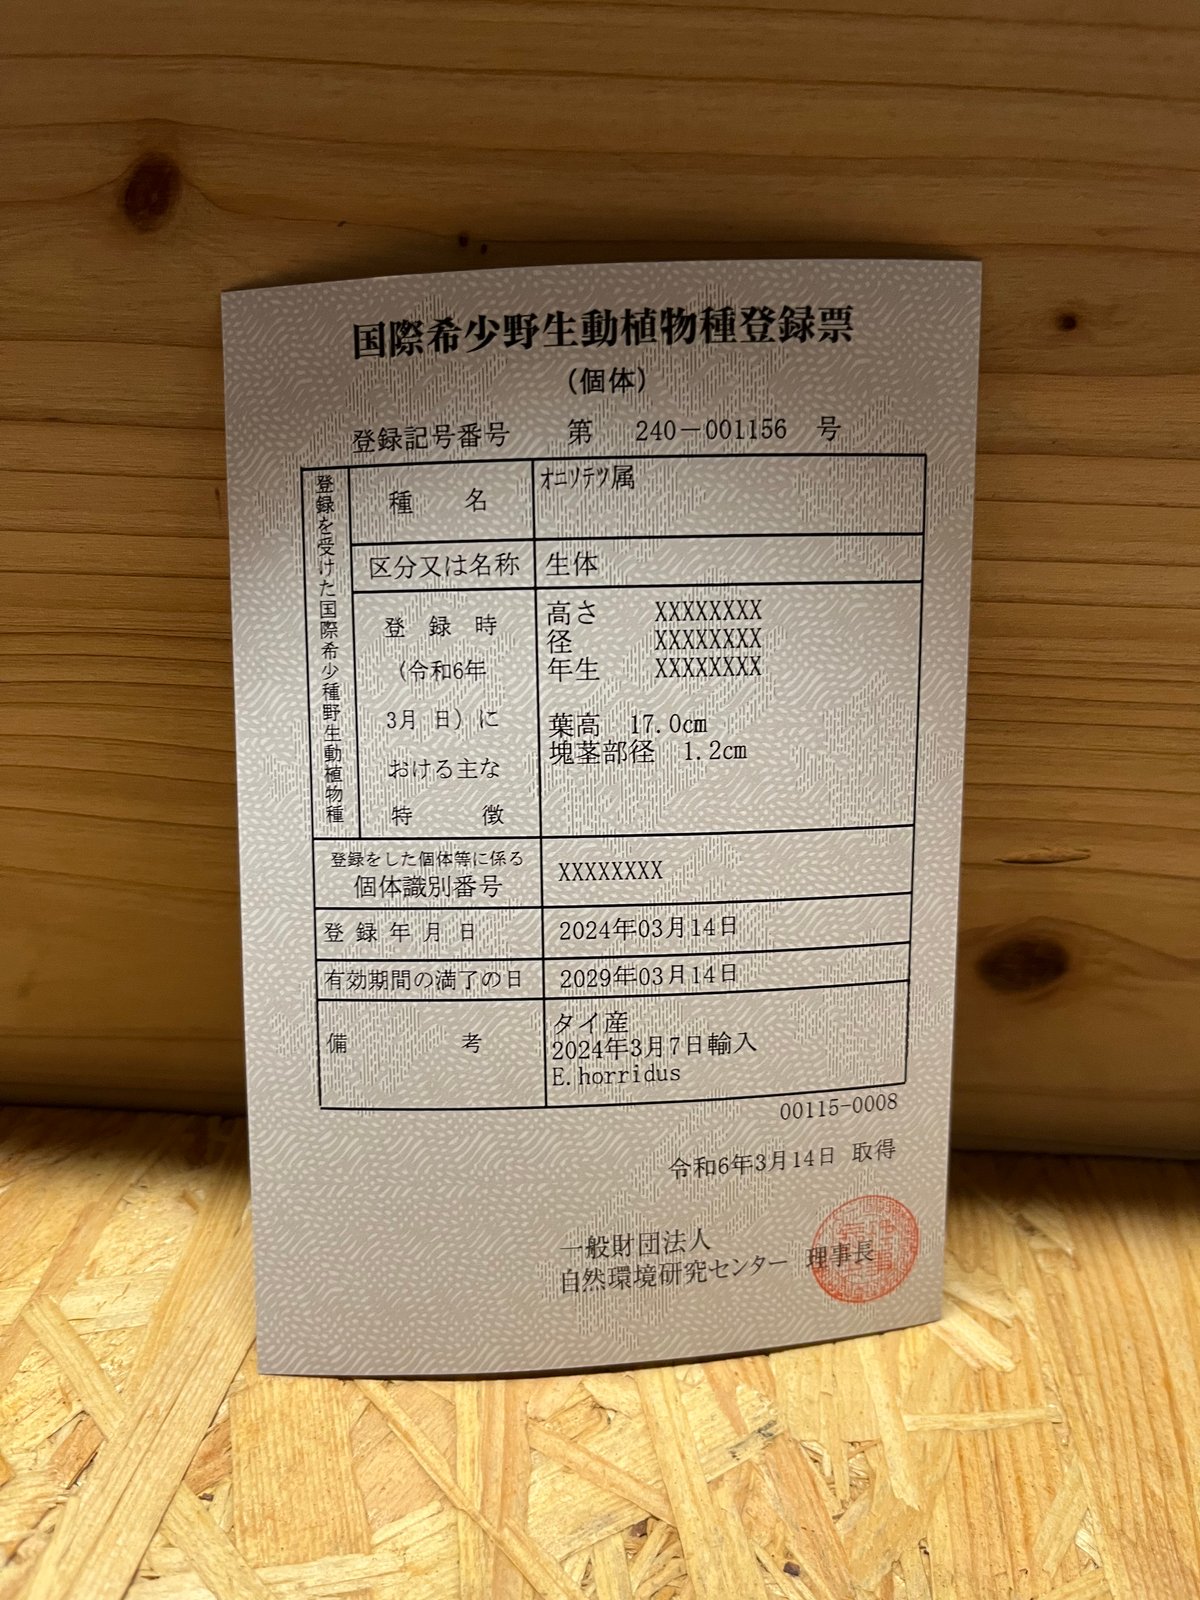 国際希少野生動植物種登録票
(個体)
登録記号番号 第 240-001156 号
登録を受けた国際希少種野生動植物種
種名 オニソテツ属
区分又は名称 生体
登録時
(令和6年
3月 日)に
おける主な
特徴
高さ XXXXXXXX
径 XXXXXXXX
年生 XXXXXXXX
葉高 17.0cm
塊茎部径 1.2cm
登録をした個体等に係る
個体識別番号 XXXXXXXX
登録年月日 2024年03月14日
有効期間の満了の日 2029年03月14日
備考
タイ産
2024年3月7日輸入
E.horridus
00115-0008
令和6年3月14日 取得
一般財団法人
自然環境研究センター 理事長